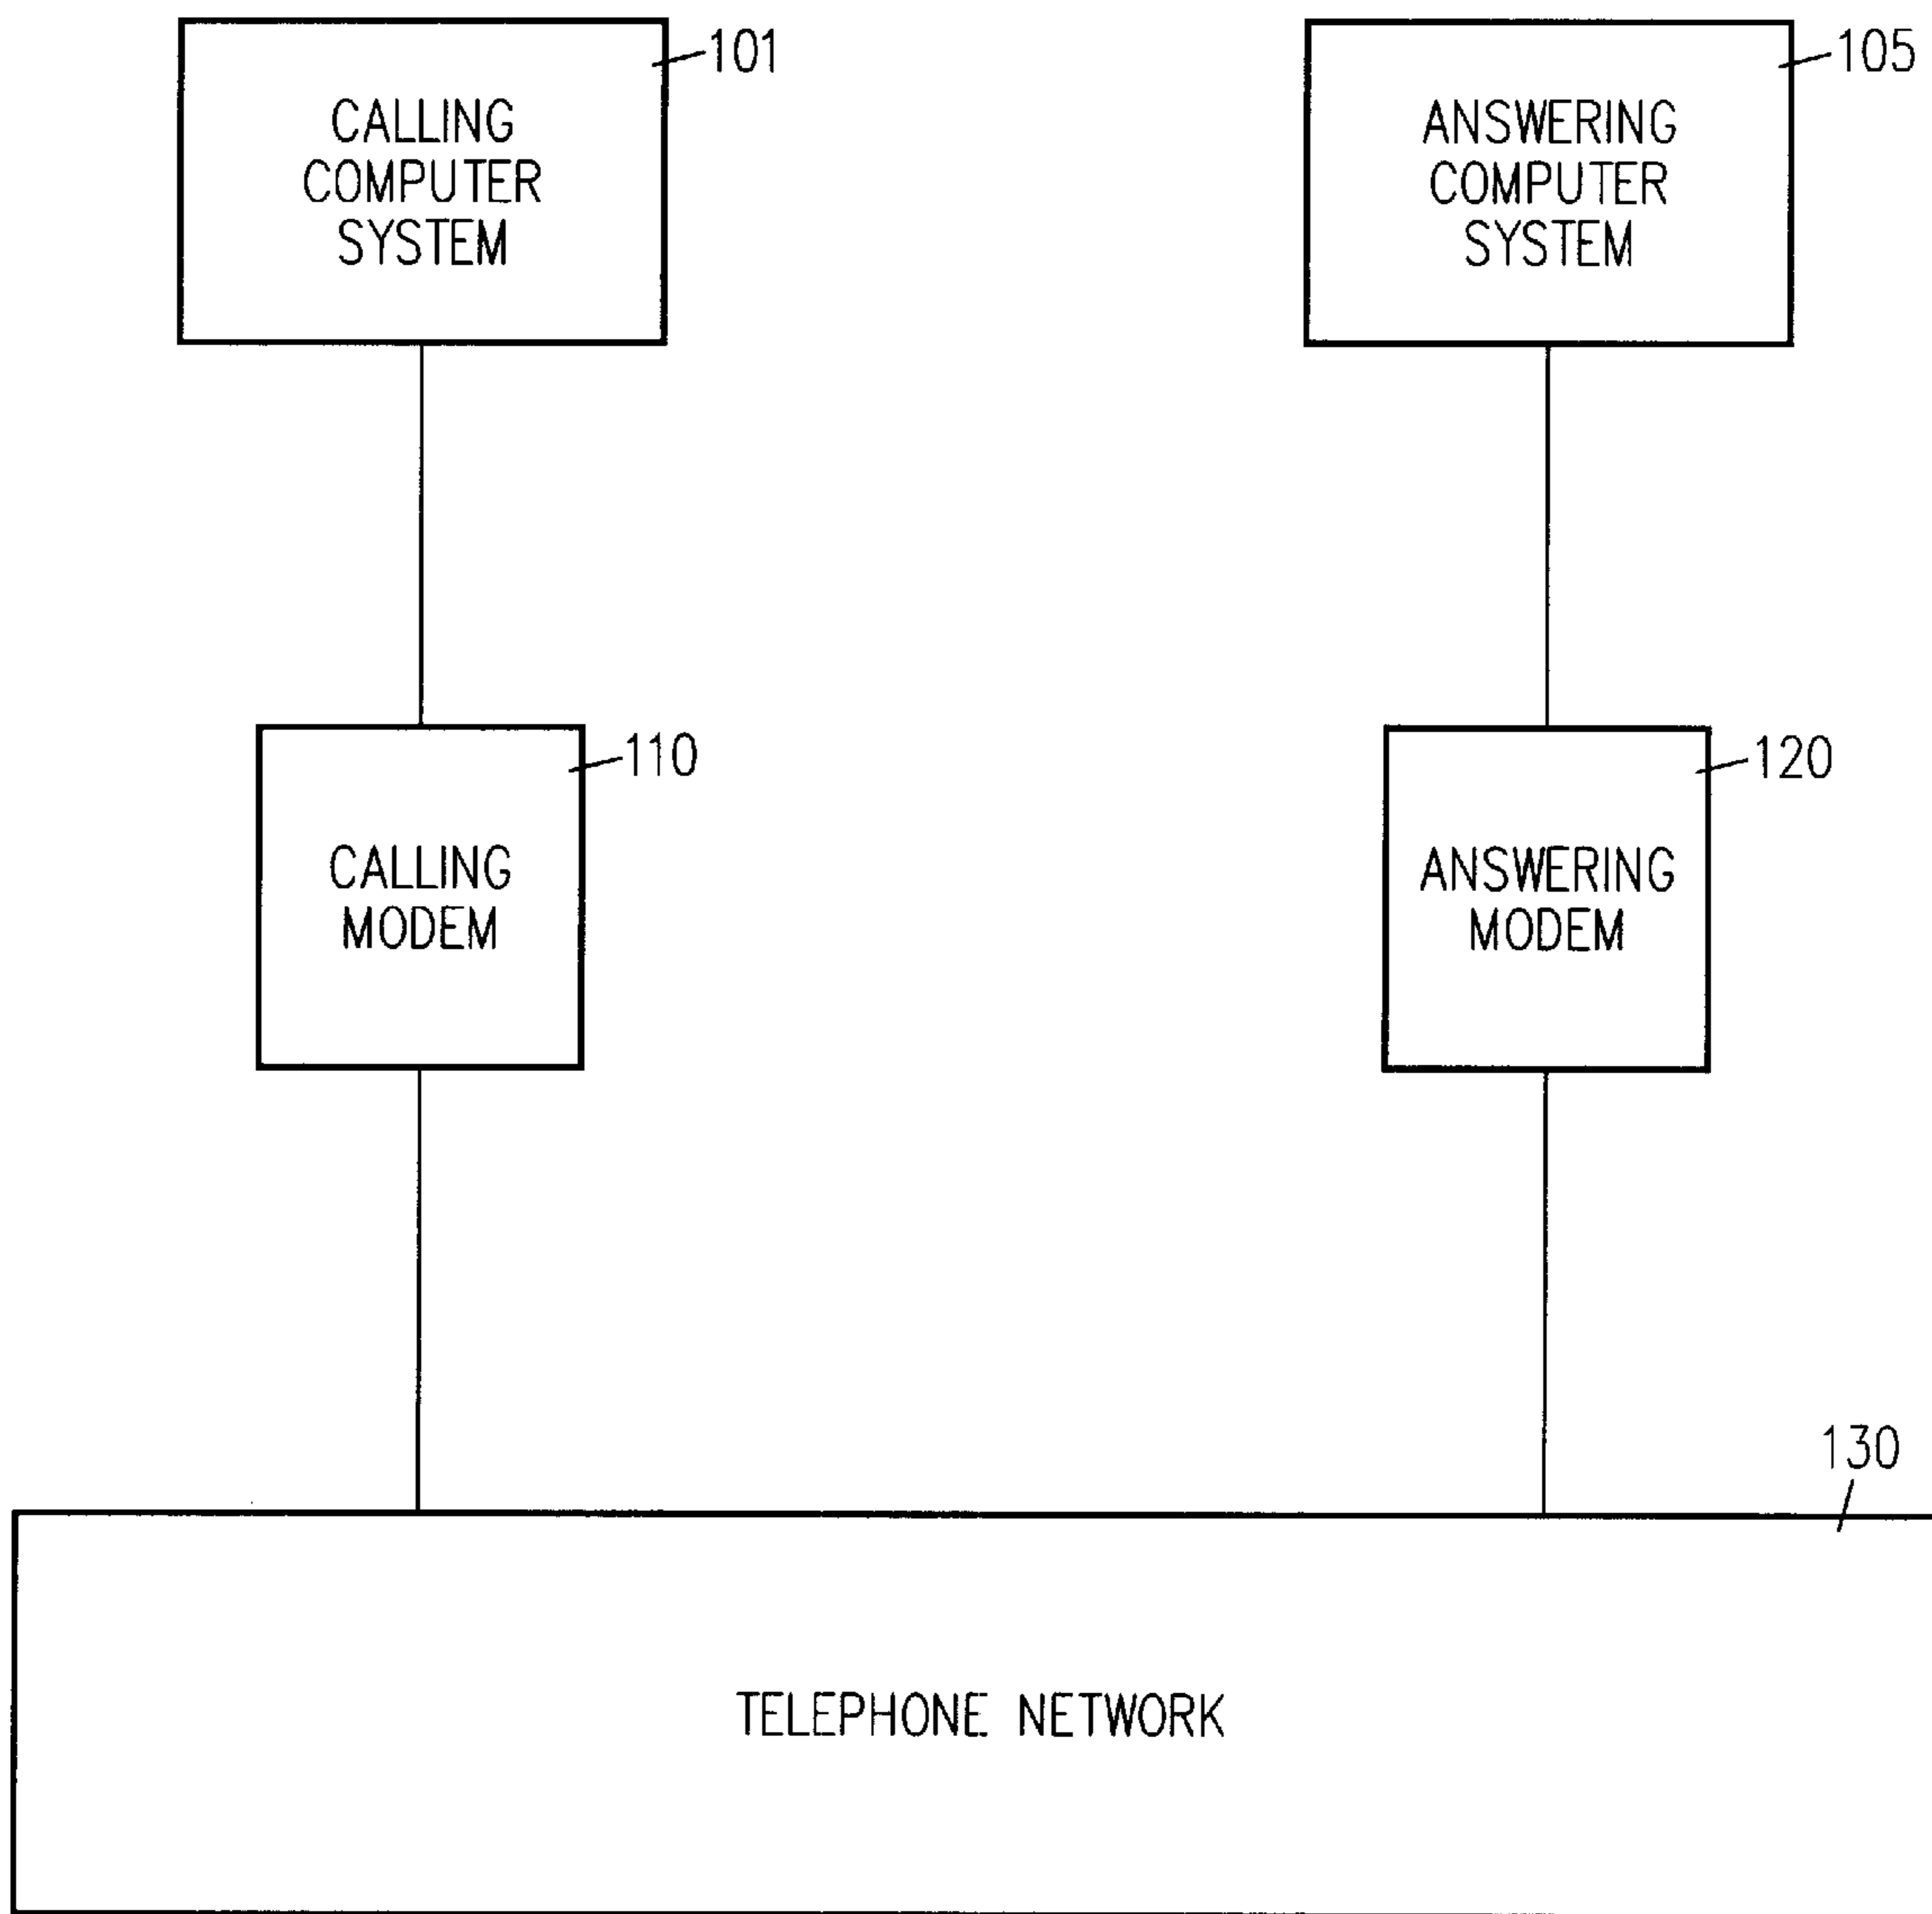 101
CALLING
COMPUTER
SYSTEM
105
ANSWERING
COMPUTER
SYSTEM
110
CALLING
MODEM
120
ANSWERING
MODEM
130
TELEPHONE NETWORK